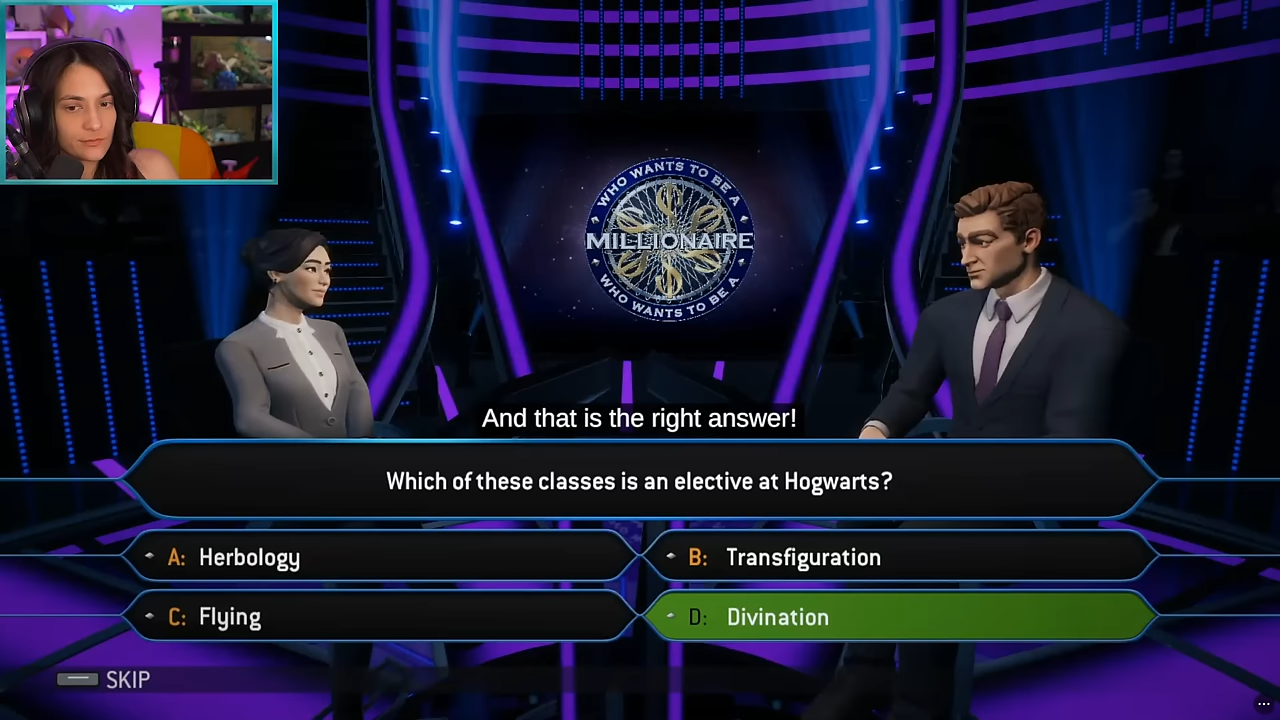 WHO WANTS TO BE A
MILLIONAIRE
WHO WANTS TO BE A
And that is the right answer!
Which of these classes is an elective at Hogwarts?
A: Herbology
B: Transfiguration
C: Flying
D: Divination
SKIP